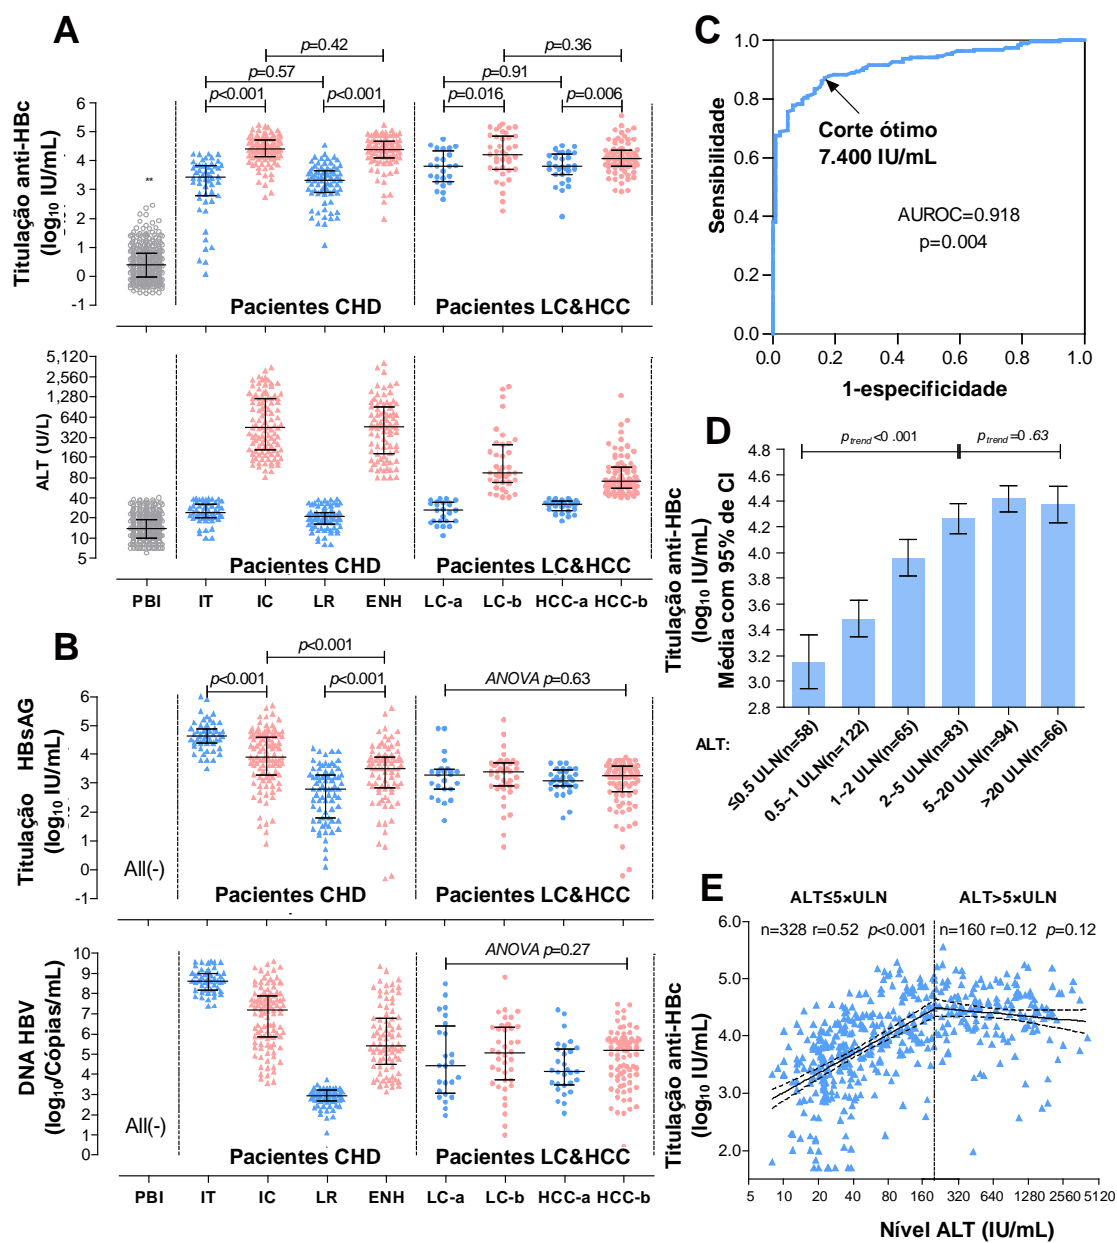 A
p=0.42
p=0.36
p=0.57
p=0.91
p<0.001
p<0.001
p=0.016
p=0.006
Titulação anti-HBc
(log10 IU/mL)
6
5
4
3
2
1
0
-1
**
Pacientes CHD
Pacientes LC&HCC
ALT (U/L)
5,120
2,560
1,280
640
320
160
80
40
20
10
5
Pacientes CHD
Pacientes LC&HCC
PBI IT IC LR ENH LC-a LC-b HCC-a HCC-b
B
p<0.001
p<0.001
p<0.001
ANOVA p=0.63
Titulação HBsAG
(log10 IU/mL)
6
5
4
3
2
1
0
-1
All(-)
Pacientes CHD
Pacientes LC&HCC
DNA HBV
(log10/Cópias/mL)
10
9
8
7
6
5
4
3
2
1
0
ANOVA p=0.27
All(-)
Pacientes CHD
Pacientes LC&HCC
PBI IT IC LR ENH LC-a LC-b HCC-a HCC-b
C
Sensibilidade
1.0
0.8
0.6
0.4
0.2
0.0
Corte ótimo
7.400 IU/mL
AUROC=0.918
p=0.004
0.0 0.2 0.4 0.6 0.8 1.0
1-especificidade
D
ptrend<0 .001
ptrend=0 .63
Titulação anti-HBc
(log10 IU/mL)
Média com 95% de CI
4.8
4.6
4.4
4.2
4.0
3.8
3.6
3.4
3.2
3.0
2.8
ALT:
≤0.5 ULN(n=58)
0.5~1 ULN(n=122)
1~2 ULN(n=65)
2~5 ULN(n=83)
5~20 ULN(n=94)
>20 ULN(n=66)
E
ALT≤5×ULN
ALT>5×ULN
n=328 r=0.52 p<0.001
n=160 r=0.12 p=0.12
Titulação anti-HBc
(log10 IU/mL)
6.0
5.0
4.0
3.0
2.0
5 10 20 40 80 160 320 640 1280 2560 5120
Nível ALT (IU/mL)